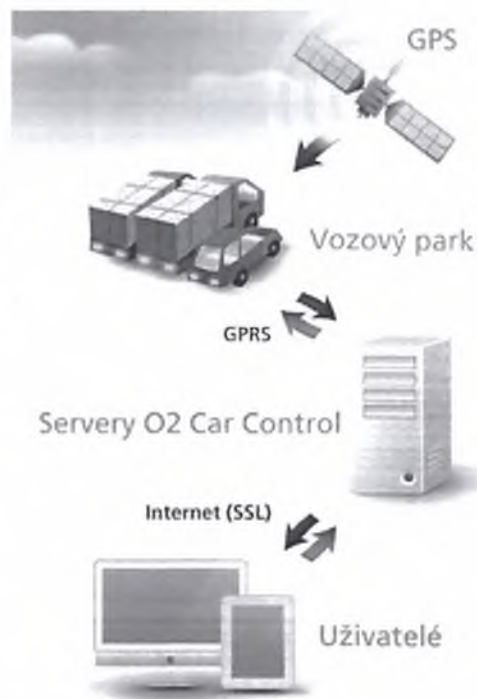 GPS
Vozový park
GPRS
Servery O2 Car Control
Internet (SSL)
Uživatelé